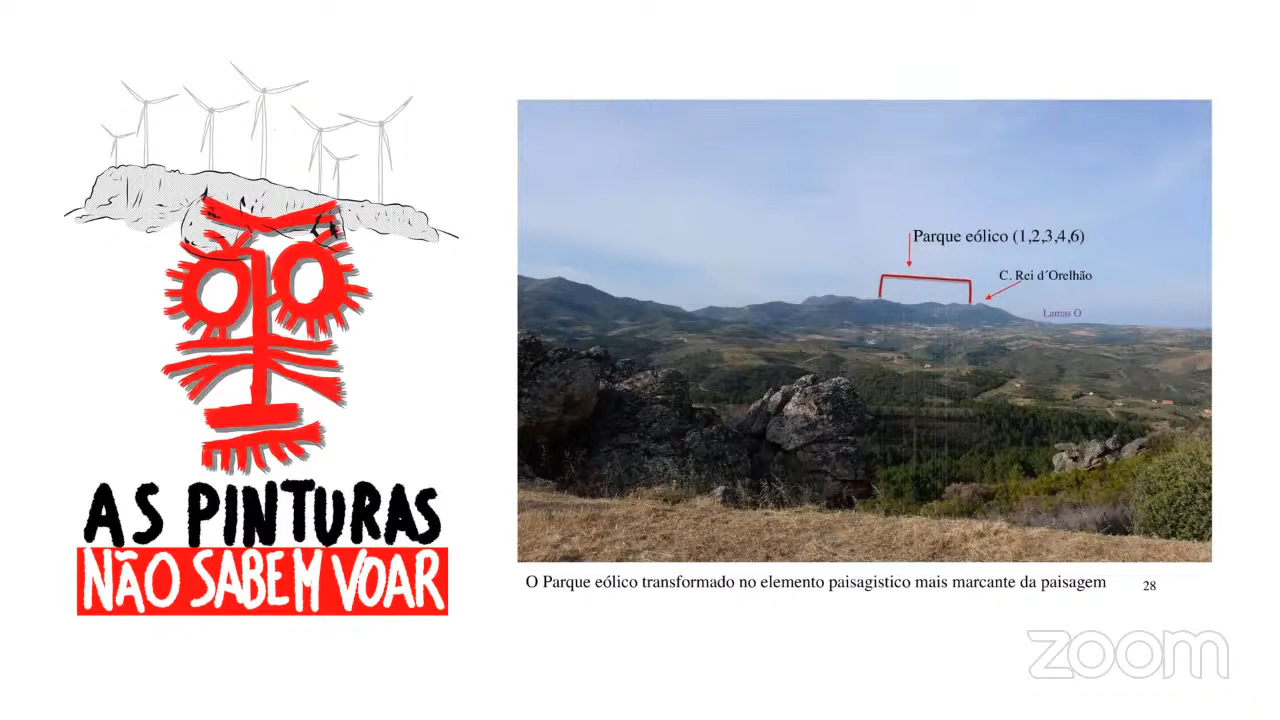 AS PINTURAS
NÃO SABEM VOAR
Parque eólico (1,2,3,4,6)
C. Rei d´Orelhão
Lamas O
O Parque eólico transformado no elemento paisagistico mais marcante da paisagem
28
zoom